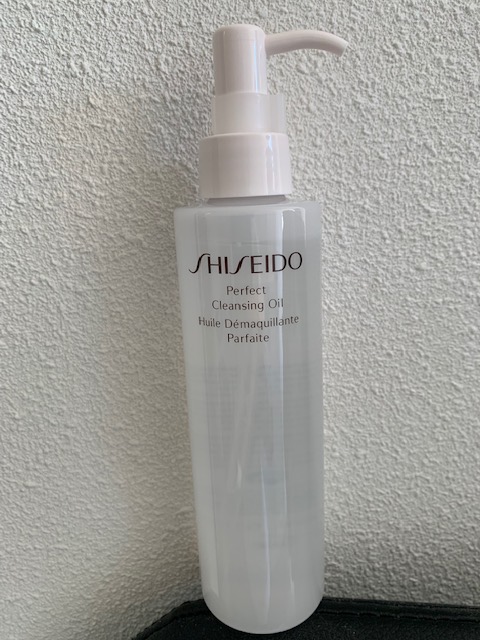 SHISEIDO
Perfect
Cleansing Oil
Huile Démaquillante
Parfaite